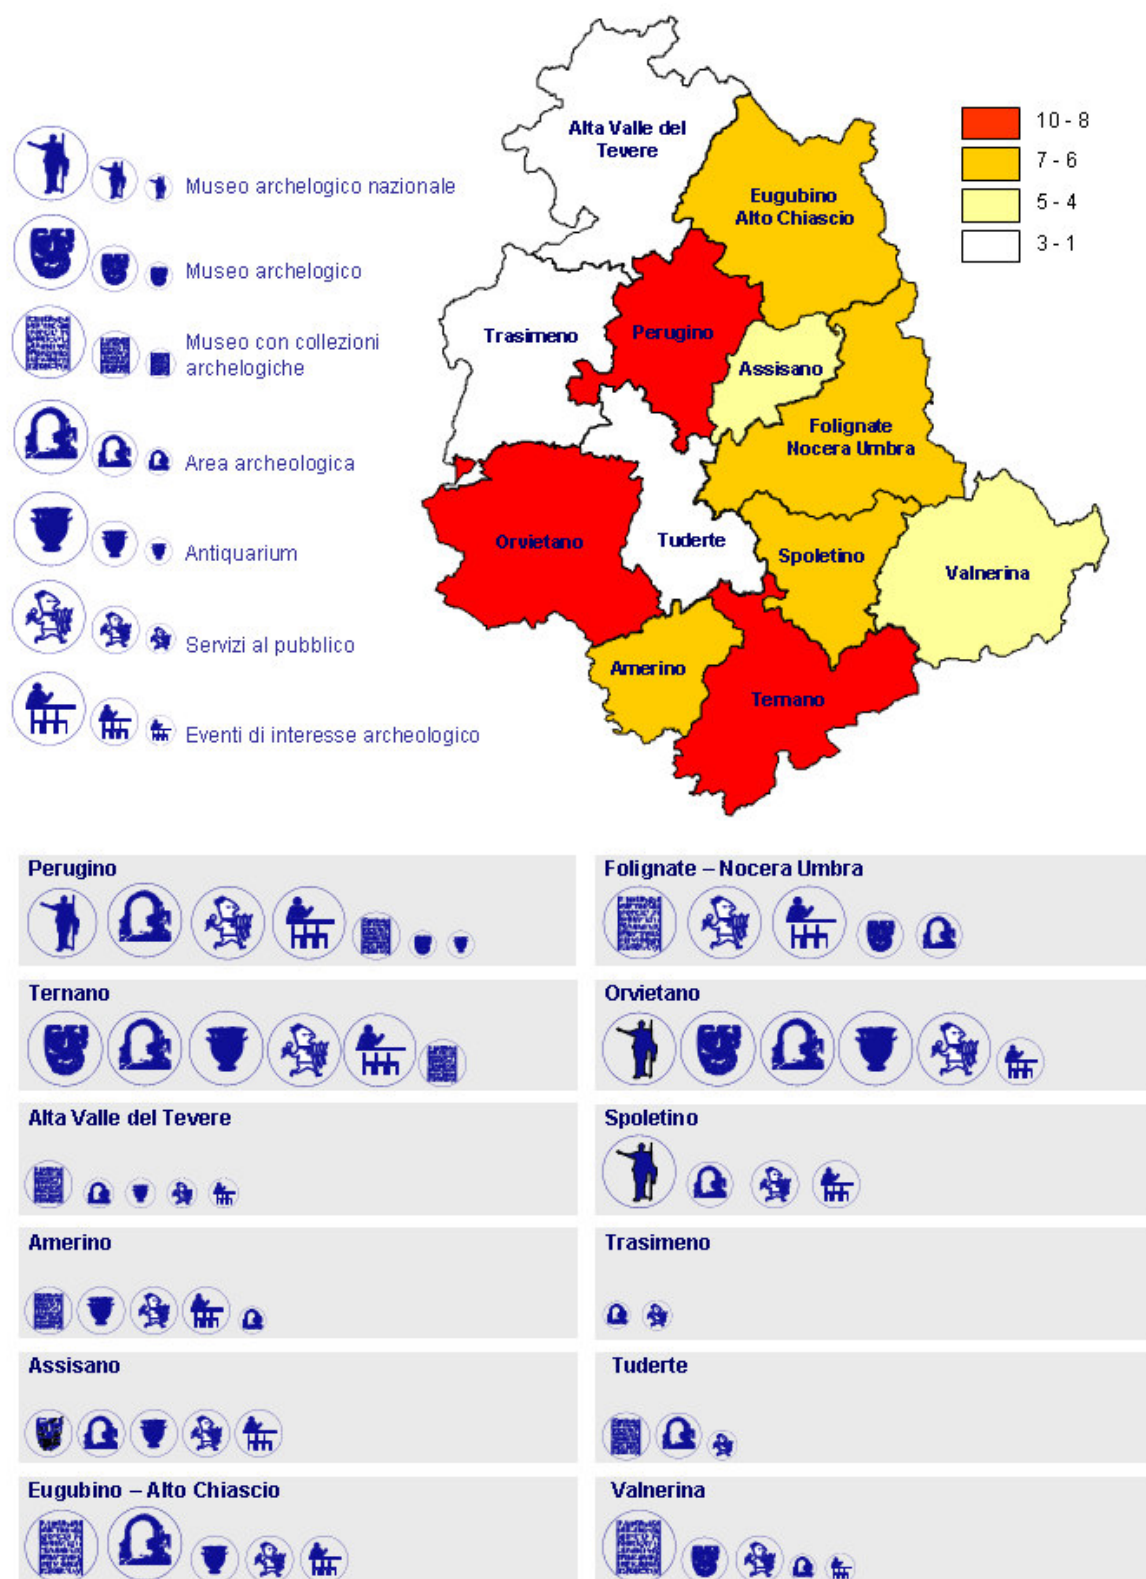 Museo archelogico nazionale
Museo archelogico
Museo con collezioni
archelogiche
Area archeologica
Antiquarium
Servizi al pubblico
Eventi di interesse archeologico
Alta Valle del
Tevere
Eugubino
Alto Chiascio
Trasimeno
Perugino
Assisano
Folignate
Nocera Umbra
Orvietano
Tuderte
Spoletino
Valnerina
Amerino
Ternano
10 - 8
7 - 6
5 - 4
3 - 1
Perugino
Folignate – Nocera Umbra
Ternano
Orvietano
Alta Valle del Tevere
Spoletino
Amerino
Trasimeno
Assisano
Tuderte
Eugubino – Alto Chiascio
Valnerina